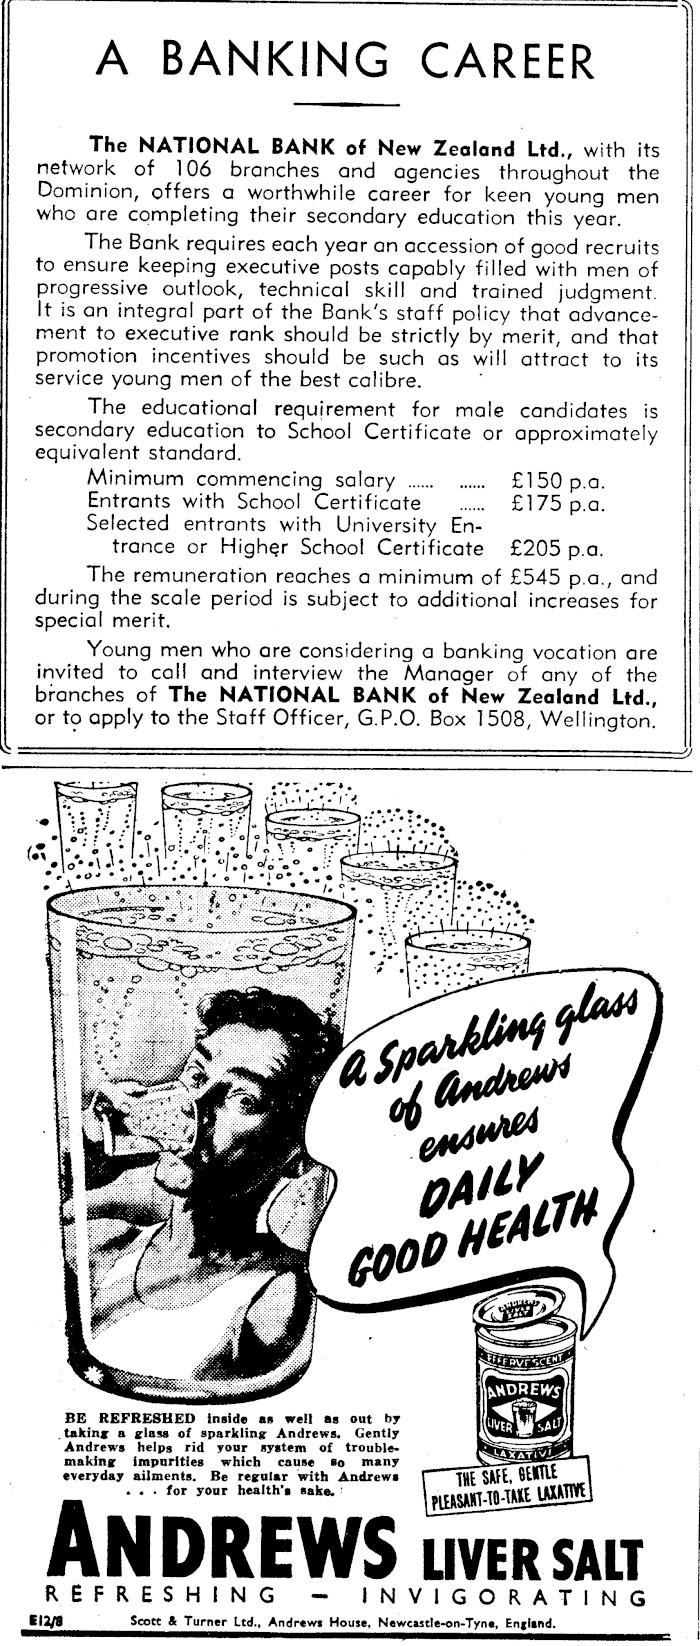 A BANKING CAREER
The NATIONAL BANK of New Zealand Ltd., with its
network of 106 branches and agencies throughout the
Dominion, offers a worthwhile career for keen young men
who are completing their secondary education this year.
The Bank requires each year an accession of good recruits
to ensure keeping executive posts capably filled with men of
progressive outlook, technical skill and trained judgment.
It is an integral part of the Bank's staff policy that advance-
ment to executive rank should be strictly by merit, and that
promotion incentives should be such as will attract to its
service young men of the best calibre.
The educational requirement for male candidates is
secondary education to School Certificate or approximately
equivalent standard.
Minimum commencing salary ...... ...... £150 p.a.
Entrants with School Certificate ...... £175 p.a.
Selected entrants with University En-
trance or Higher School Certificate £205 p.a.
The remuneration reaches a minimum of £545 p.a., and
during the scale period is subject to additional increases for
special merit.
Young men who are considering a banking vocation are
invited to call and interview the Manager of any of the
branches of The NATIONAL BANK of New Zealand Ltd.,
or to apply to the Staff Officer, G.P.O. Box 1508, Wellington.
A Sparkling glass
of Andrews
ensures
DAILY
GOOD HEALTH
ANDREWS
EFFERVESCENT
ANDREWS
LIVER SALT
LAXATIVE
THE SAFE, GENTLE
PLEASANT-TO-TAKE LAXATIVE
BE REFRESHED inside as well as out by
taking a glass of sparkling Andrews. Gently
Andrews helps rid your system of trouble-
making impurities which cause so many
everyday ailments. Be regular with Andrews
. . . for your health's sake.
ANDREWS LIVER SALT
REFRESHING — INVIGORATING
E12/8 Scott & Turner Ltd., Andrews House, Newcastle-on-Tyne, England.